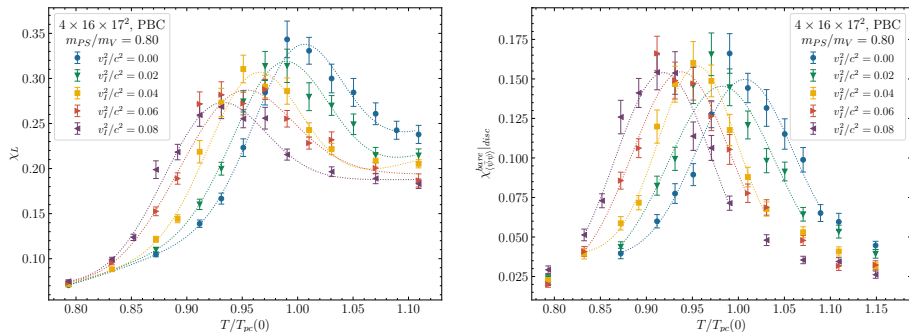 4 × 16 × 17², PBC
m_PS/m_V = 0.80
v_I²/c² = 0.00
v_I²/c² = 0.02
v_I²/c² = 0.04
v_I²/c² = 0.06
v_I²/c² = 0.08
χ_L
0.35
0.30
0.25
0.20
0.15
0.10
0.80 0.85 0.90 0.95 1.00 1.05 1.10
T/T_pc(0)
4 × 16 × 17², PBC
m_PS/m_V = 0.80
v_I²/c² = 0.00
v_I²/c² = 0.02
v_I²/c² = 0.04
v_I²/c² = 0.06
v_I²/c² = 0.08
χ^bare_⟨ψ̄ψ⟩|disc
0.175
0.150
0.125
0.100
0.075
0.050
0.025
0.80 0.85 0.90 0.95 1.00 1.05 1.10 1.15
T/T_pc(0)